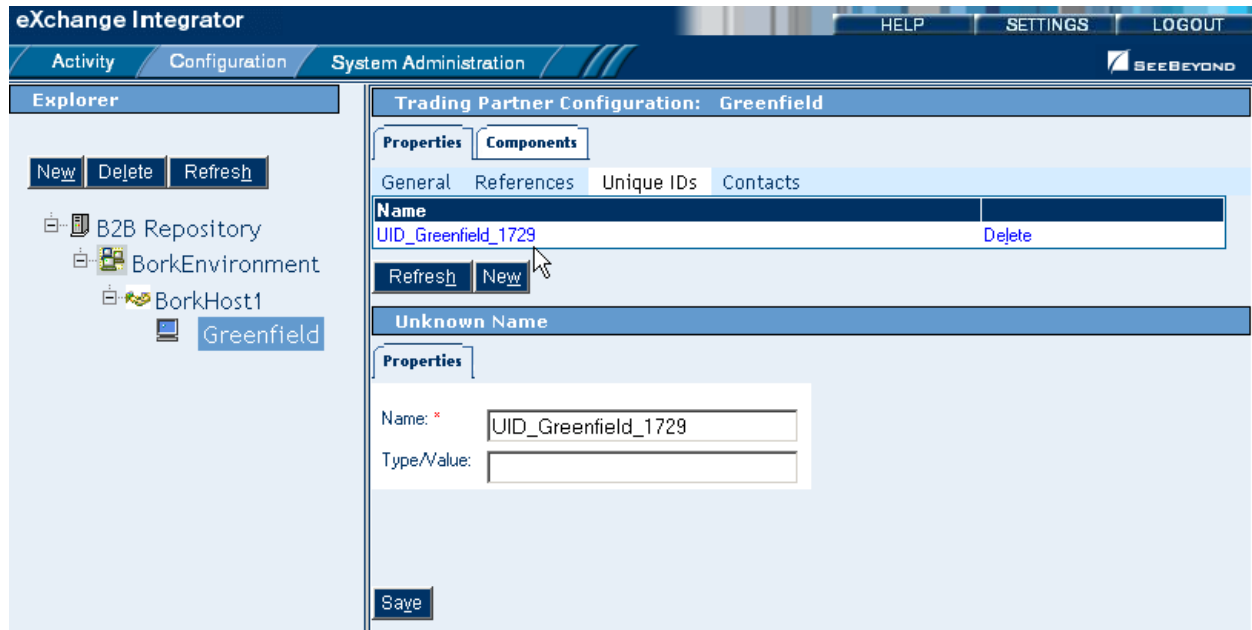 eXchange Integrator
HELP SETTINGS LOGOUT
Activity Configuration System Administration
SEEBEYOND
Explorer
New Delete Refresh
B2B Repository
BorkEnvironment
BorkHost1
Greenfield
Trading Partner Configuration: Greenfield
Properties Components
General References Unique IDs Contacts
Name
UID_Greenfield_1729 Delete
Refresh New
Unknown Name
Properties
Name: * UID_Greenfield_1729
Type/Value:
Save